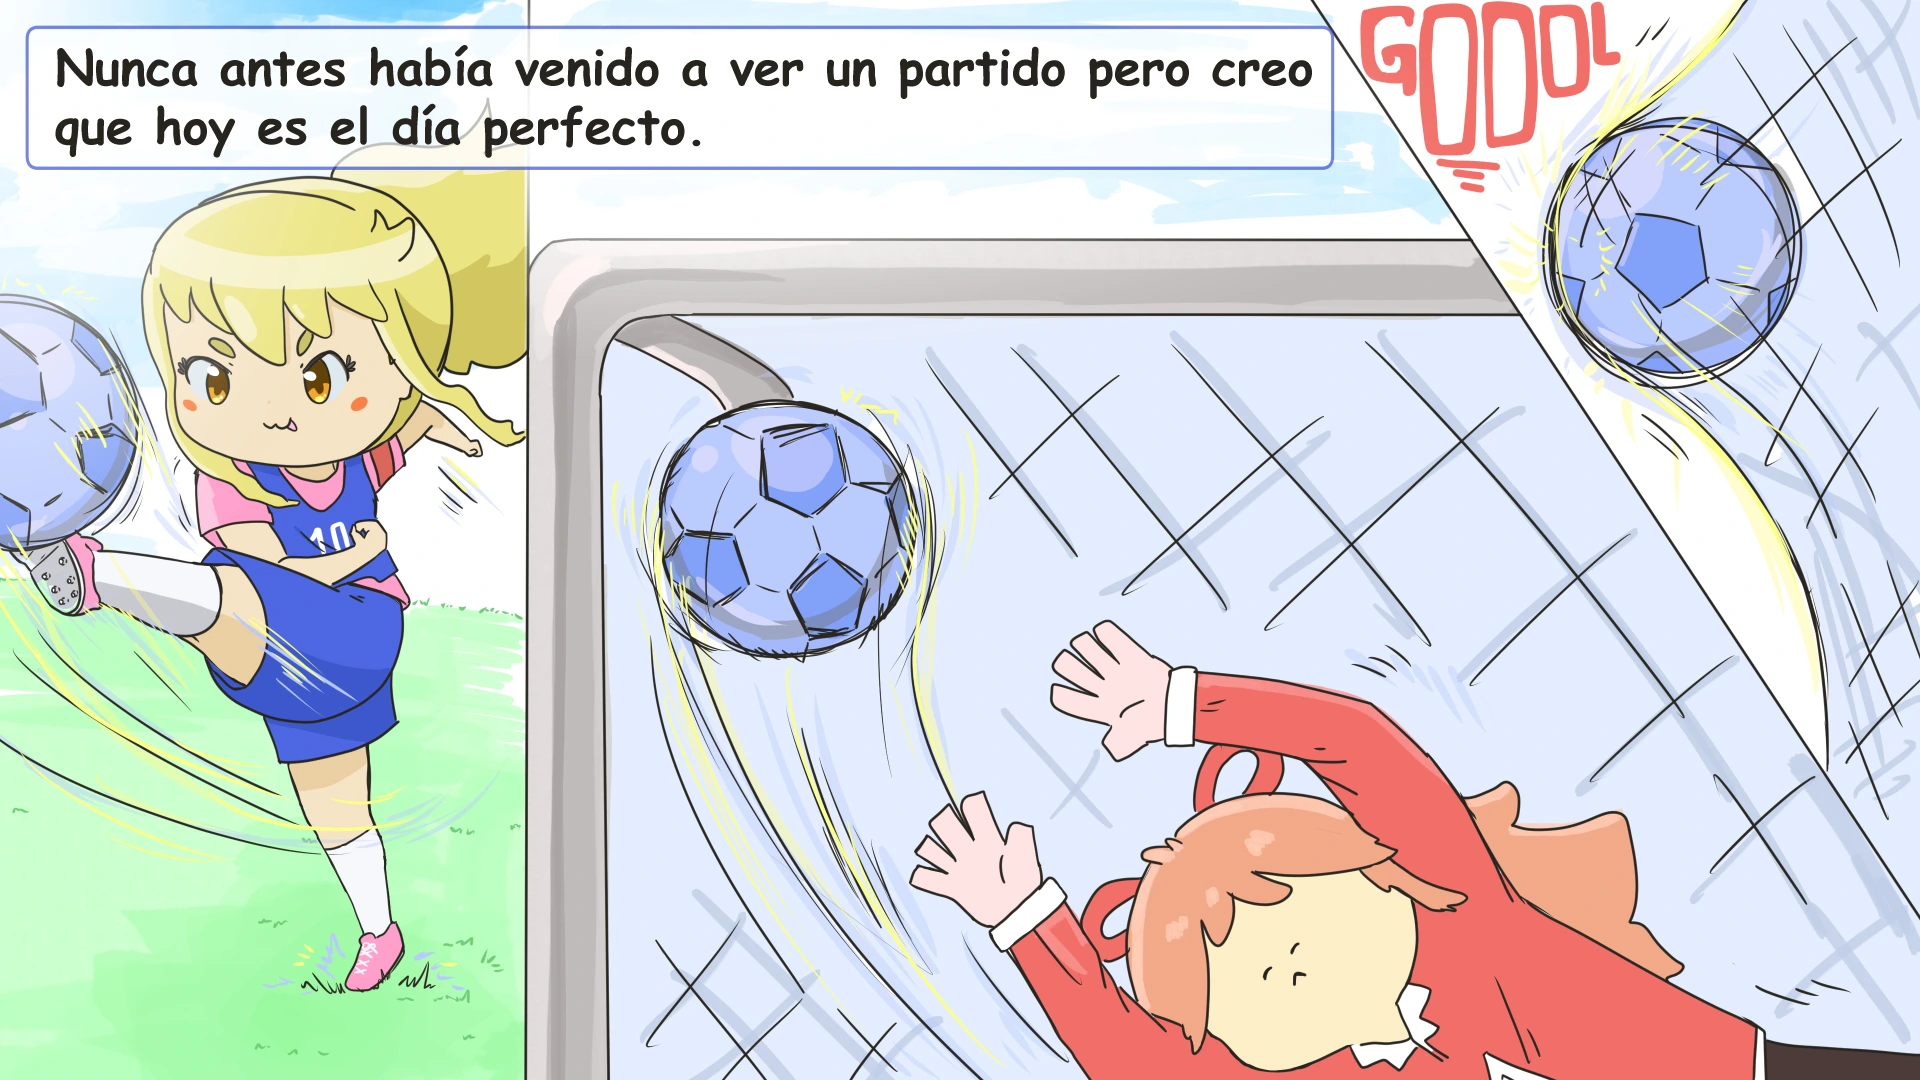 Nunca antes había venido a ver un partido pero creo
que hoy es el día perfecto.
GOOOL
10